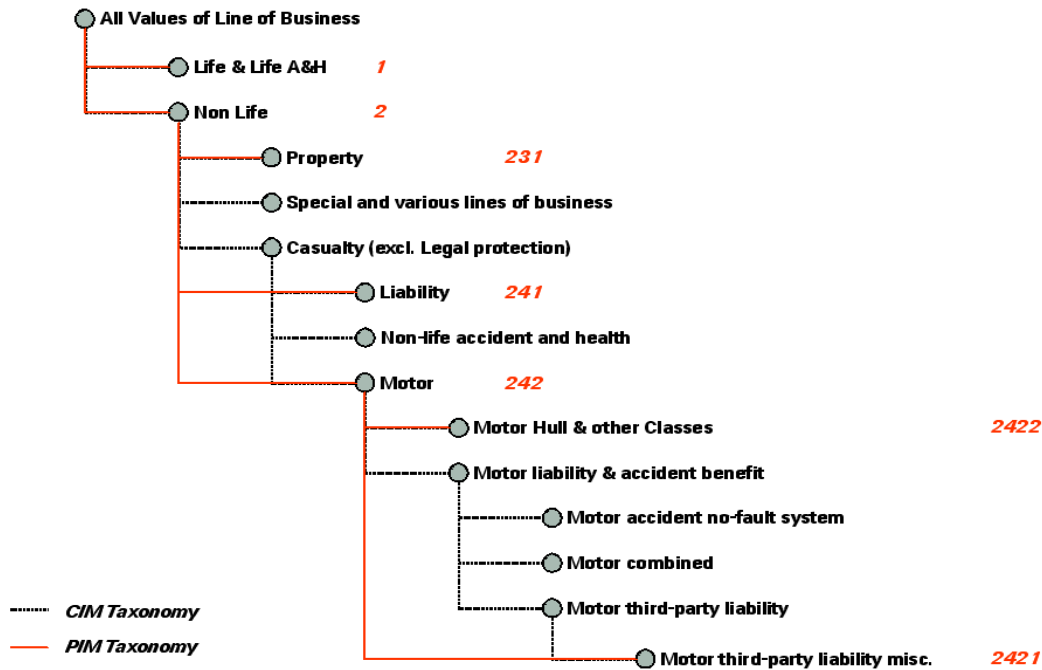 All Values of Line of Business
Life & Life A&H 1
Non Life 2
Property 231
Special and various lines of business
Casualty (excl. Legal protection)
Liability 241
Non-life accident and health
Motor 242
Motor Hull & other Classes 2422
Motor liability & accident benefit
Motor accident no-fault system
Motor combined
CIM Taxonomy
Motor third-party liability
PIM Taxonomy
Motor third-party liability misc. 2421